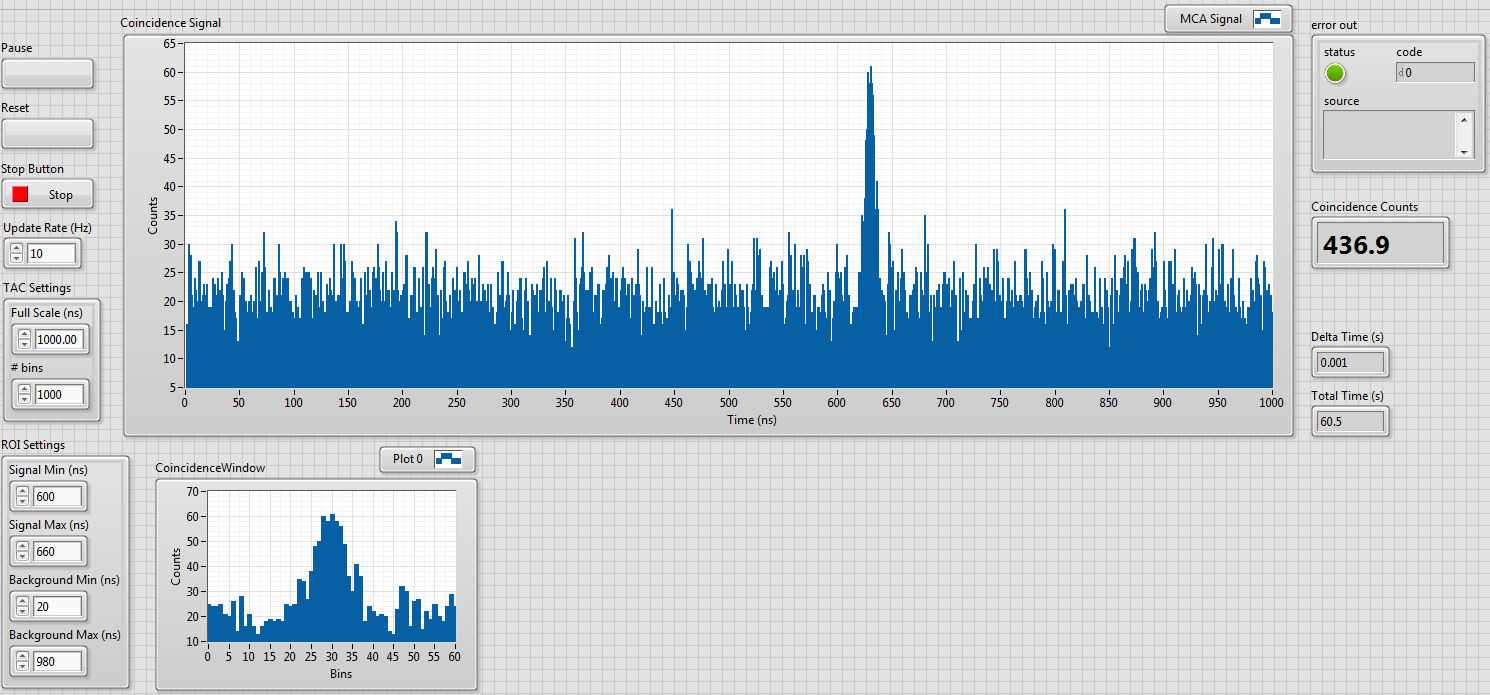 Coincidence Signal
MCA Signal
error out
Pause
Reset
Stop Button
Stop
Update Rate (Hz)
10
TAC Settings
Full Scale (ns)
1000.00
# bins
1000
ROI Settings
Signal Min (ns)
600
Signal Max (ns)
660
Background Min (ns)
20
Background Max (ns)
980
65
60
55
50
45
40
35
30
25
20
15
10
5
Counts
0 50 100 150 200 250 300 350 400 450 500 550 600 650 700 750 800 850 900 950 1000
Time (ns)
CoincidenceWindow
Plot 0
70
60
50
40
30
20
10
Counts
0 5 10 15 20 25 30 35 40 45 50 55 60
Bins
status code
d 0
source
Coincidence Counts
436.9
Delta Time (s)
0.001
Total Time (s)
60.5